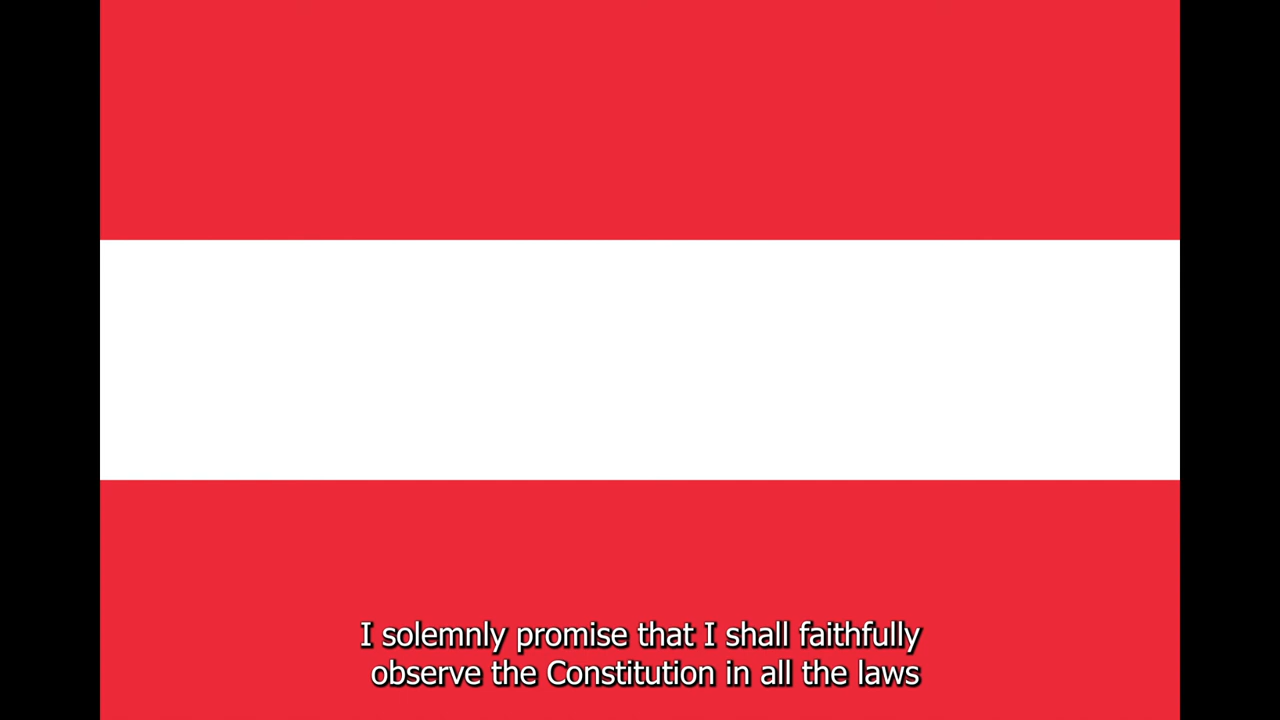 I solemnly promise that I shall faithfully
observe the Constitution in all the laws